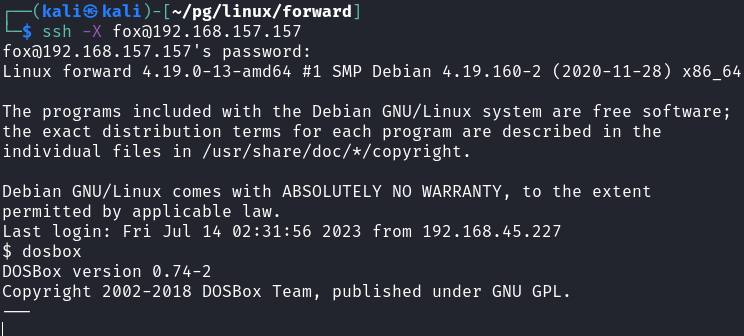 ┌──(kali㉿kali)-[~/pg/linux/forward]
└─$ ssh -X fox@192.168.157.157
fox@192.168.157.157's password:
Linux forward 4.19.0-13-amd64 #1 SMP Debian 4.19.160-2 (2020-11-28) x86_64

The programs included with the Debian GNU/Linux system are free software;
the exact distribution terms for each program are described in the
individual files in /usr/share/doc/*/copyright.

Debian GNU/Linux comes with ABSOLUTELY NO WARRANTY, to the extent
permitted by applicable law.
Last login: Fri Jul 14 02:31:56 2023 from 192.168.45.227
$ dosbox
DOSBox version 0.74-2
Copyright 2002-2018 DOSBox Team, published under GNU GPL.
---